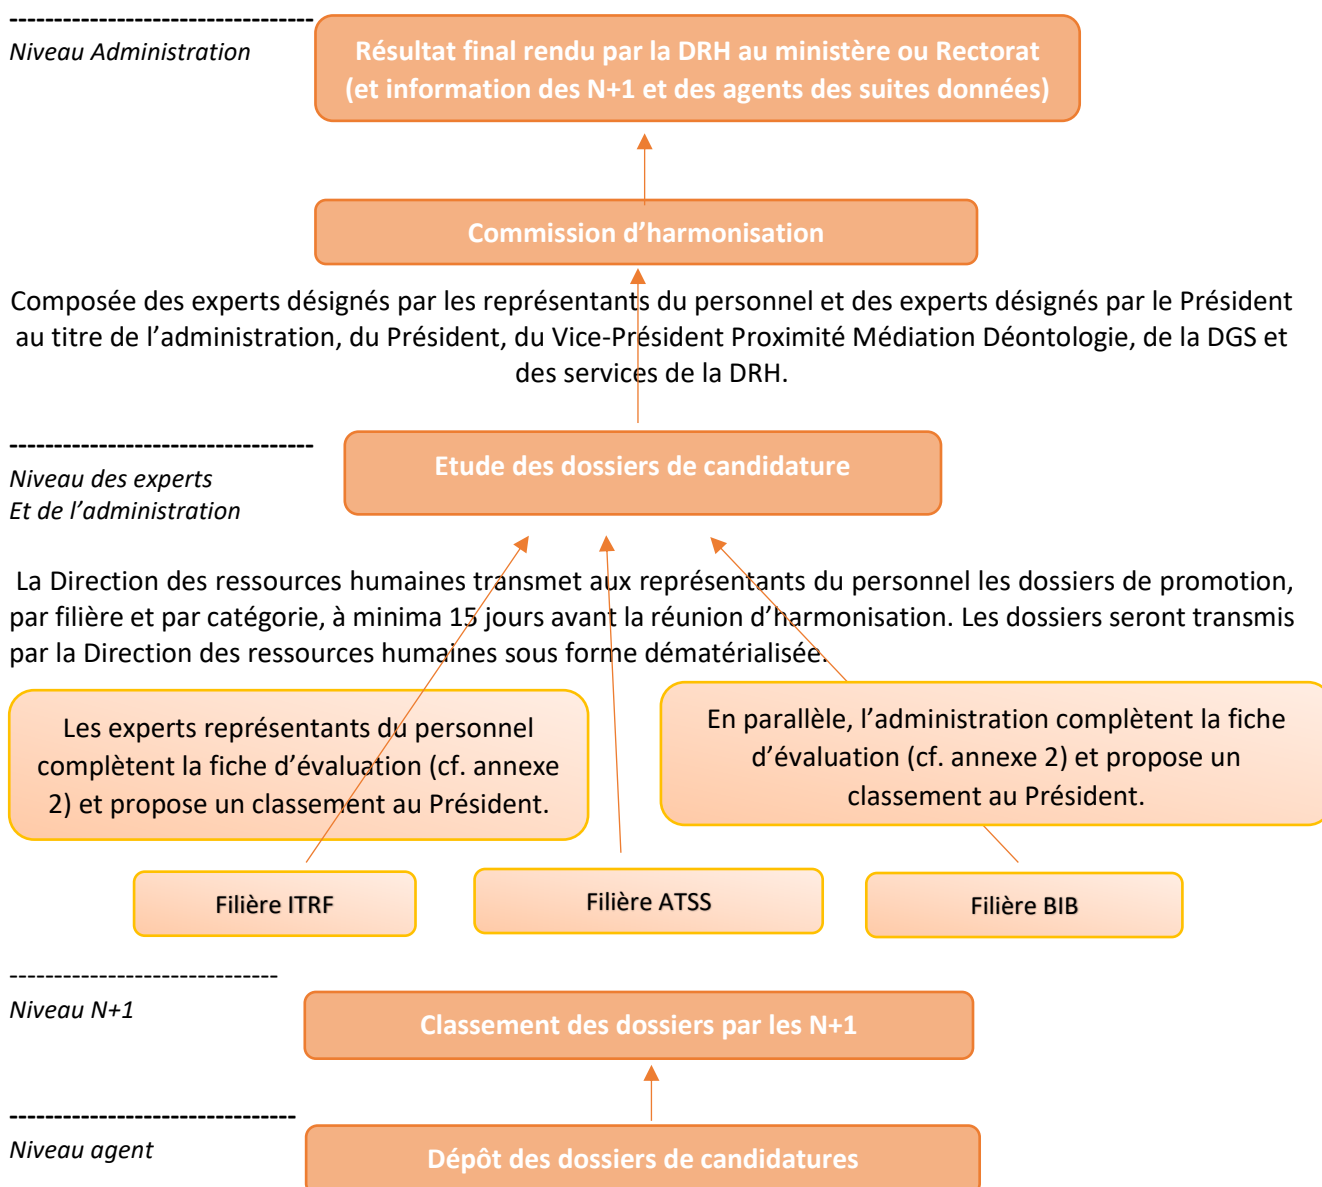 ----------------------------------
Niveau Administration
Résultat final rendu par la DRH au ministère ou Rectorat
(et information des N+1 et des agents des suites données)
Commission d’harmonisation
Composée des experts désignés par les représentants du personnel et des experts désignés par le Président
au titre de l’administration, du Président, du Vice-Président Proximité Médiation Déontologie, de la DGS et
des services de la DRH.
----------------------------------
Niveau des experts
Et de l’administration
Etude des dossiers de candidature
La Direction des ressources humaines transmet aux représentants du personnel les dossiers de promotion,
par filière et par catégorie, à minima 15 jours avant la réunion d’harmonisation. Les dossiers seront transmis
par la Direction des ressources humaines sous forme dématérialisée.
Les experts représentants du personnel
complètent la fiche d’évaluation (cf. annexe
2) et propose un classement au Président.
En parallèle, l’administration complètent la fiche
d’évaluation (cf. annexe 2) et propose un
classement au Président.
Filière ITRF
Filière ATSS
Filière BIB
------------------------------
Niveau N+1
Classement des dossiers par les N+1
--------------------------------
Niveau agent
Dépôt des dossiers de candidatures